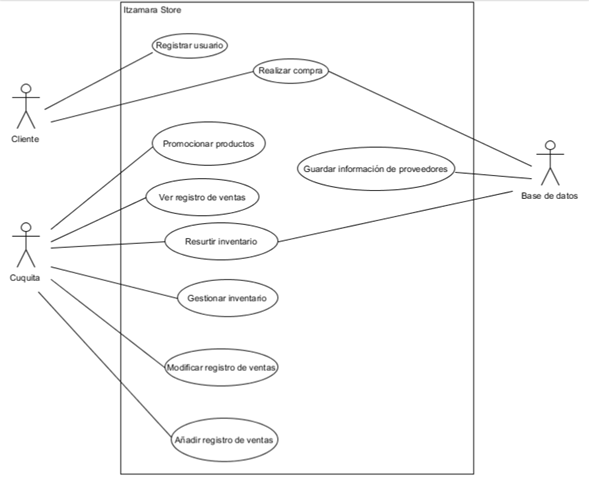 Itzamara Store
Registrar usuario
Realizar compra
Cliente
Promocionar productos
Guardar información de proveedores
Ver registro de ventas
Base de datos
Resurtir inventario
Cuquita
Gestionar inventario
Modificar registro de ventas
Añadir registro de ventas